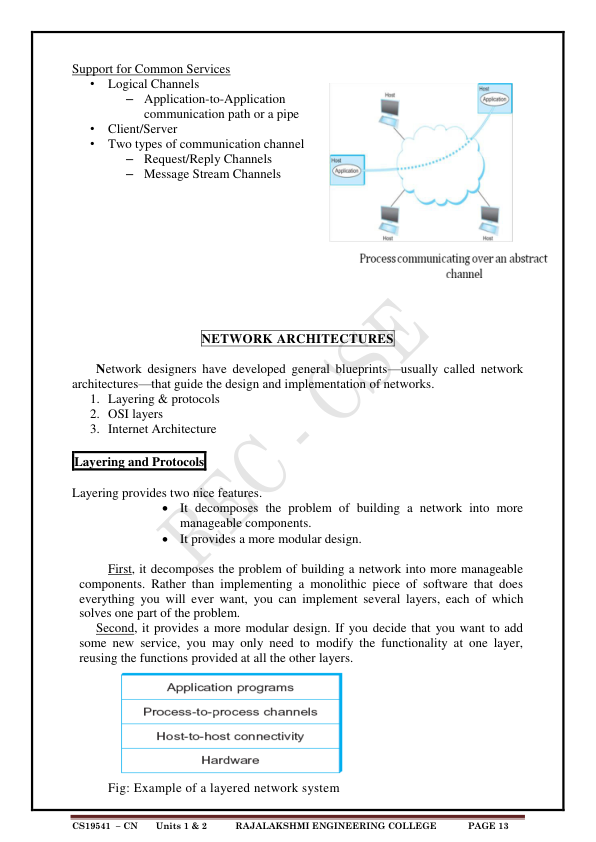 Support for Common Services
• Logical Channels
– Application-to-Application
communication path or a pipe
• Client/Server
• Two types of communication channel
– Request/Reply Channels
– Message Stream Channels
Host
Host
Application
Host
Application
Host
Host
Process communicating over an abstract
channel
NETWORK ARCHITECTURES
Network designers have developed general blueprints—usually called network
architectures—that guide the design and implementation of networks.
1. Layering & protocols
2. OSI layers
3. Internet Architecture
Layering and Protocols
Layering provides two nice features.
• It decomposes the problem of building a network into more
manageable components.
• It provides a more modular design.
First, it decomposes the problem of building a network into more manageable
components. Rather than implementing a monolithic piece of software that does
everything you will ever want, you can implement several layers, each of which
solves one part of the problem.
Second, it provides a more modular design. If you decide that you want to add
some new service, you may only need to modify the functionality at one layer,
reusing the functions provided at all the other layers.
Application programs
Process-to-process channels
Host-to-host connectivity
Hardware
Fig: Example of a layered network system
REC - CSE
CS19541 – CN Units 1 & 2 RAJALAKSHMI ENGINEERING COLLEGE PAGE 13